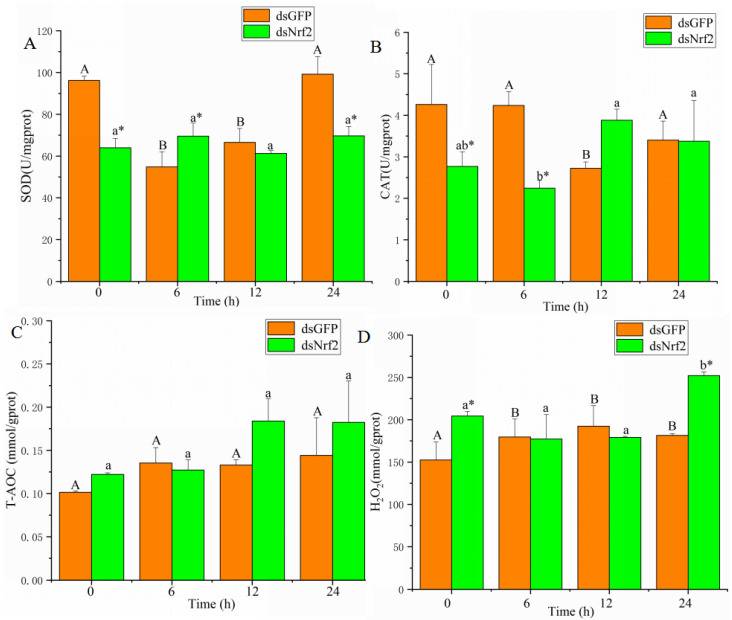 A
dsGFP
dsNrf2
SOD(U/mgprot)
120
100
80
60
40
20
0
A
a*
B
a*
B
a
A
a*
0 6 12 24
Time (h)
B
dsGFP
dsNrf2
CAT(U/mgprot)
6
5
4
3
2
1
0
A
ab*
A
b*
B
a
A
a
0 6 12 24
Time (h)
C
dsGFP
dsNrf2
T-AOC (mmol/gprot)
0.30
0.25
0.20
0.15
0.10
0.05
0.00
A
a
A
a
A
a
A
a
0 6 12 24
Time (h)
D
dsGFP
dsNrf2
H₂O₂(mmol/gprot)
300
250
200
150
100
50
0
A
a*
B
a
B
a
B
b*
0 6 12 24
Time (h)